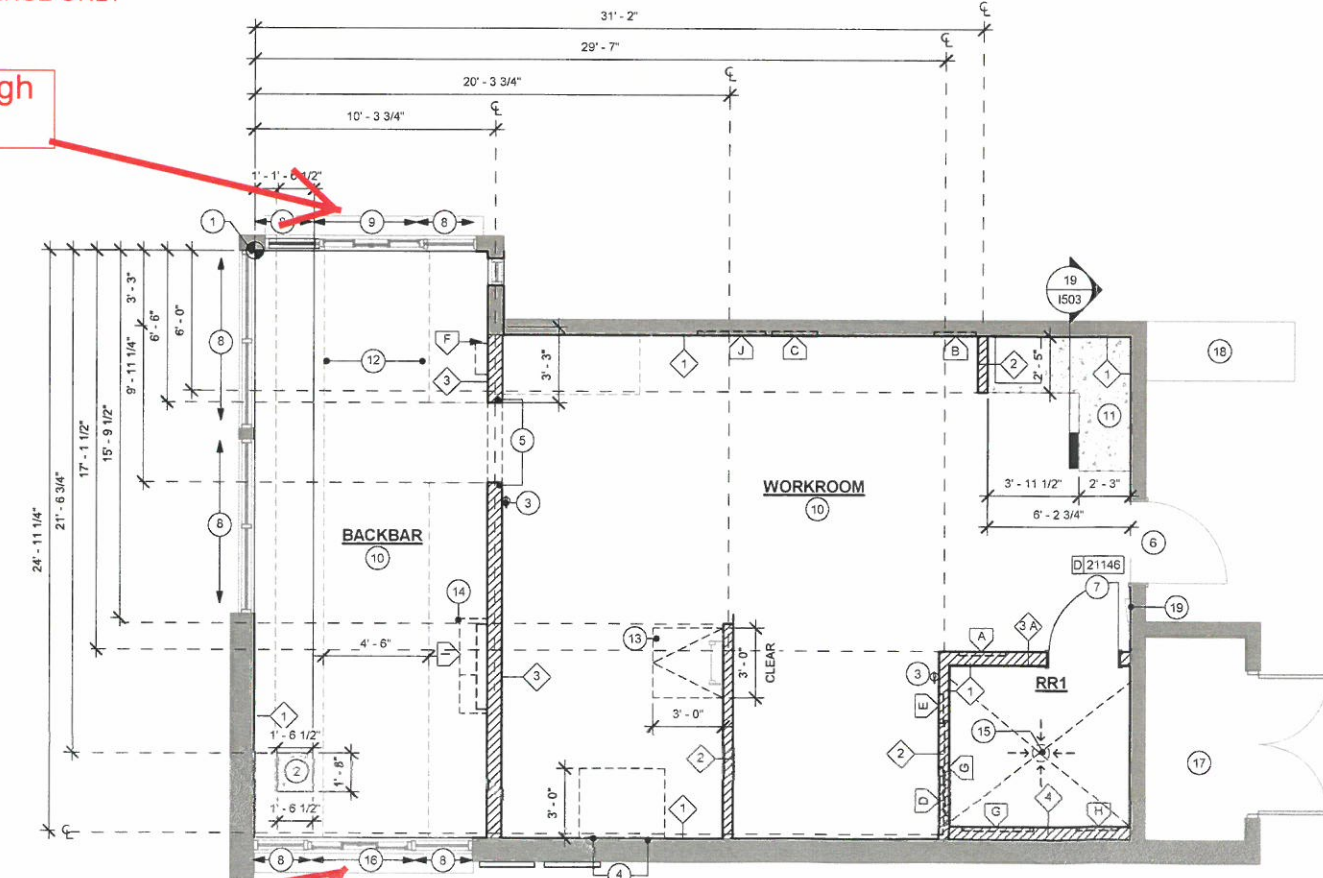 31' - 2"
29' - 7"
20' - 3 3/4"
10' - 3 3/4"
gh
1' - 1' - 6 1/2"
8
9
8
1
3' - 3"
6' - 6"
6' - 0"
9' - 11 1/4"
15' - 9 1/2"
17' - 1 1/2"
21' - 6 3/4"
24' - 11 1/4"
8
8
12
F
3
3' - 3"
1
J
C
B
2
2' - 5"
1
11
19
I503
18
5
3
WORKROOM
10
3' - 11 1/2"
2' - 3"
6' - 2 3/4"
6
BACKBAR
10
D 21146
7
19
14
I
4' - 6"
3
13
3' - 0"
CLEAR
3' - 0"
A
3 A
RR1
3
1
E
15
2
G
D
G
4
H
17
1
1' - 6 1/2"
2
1' - 8"
1' - 6 1/2"
2
3' - 0"
1
8
16
8
4